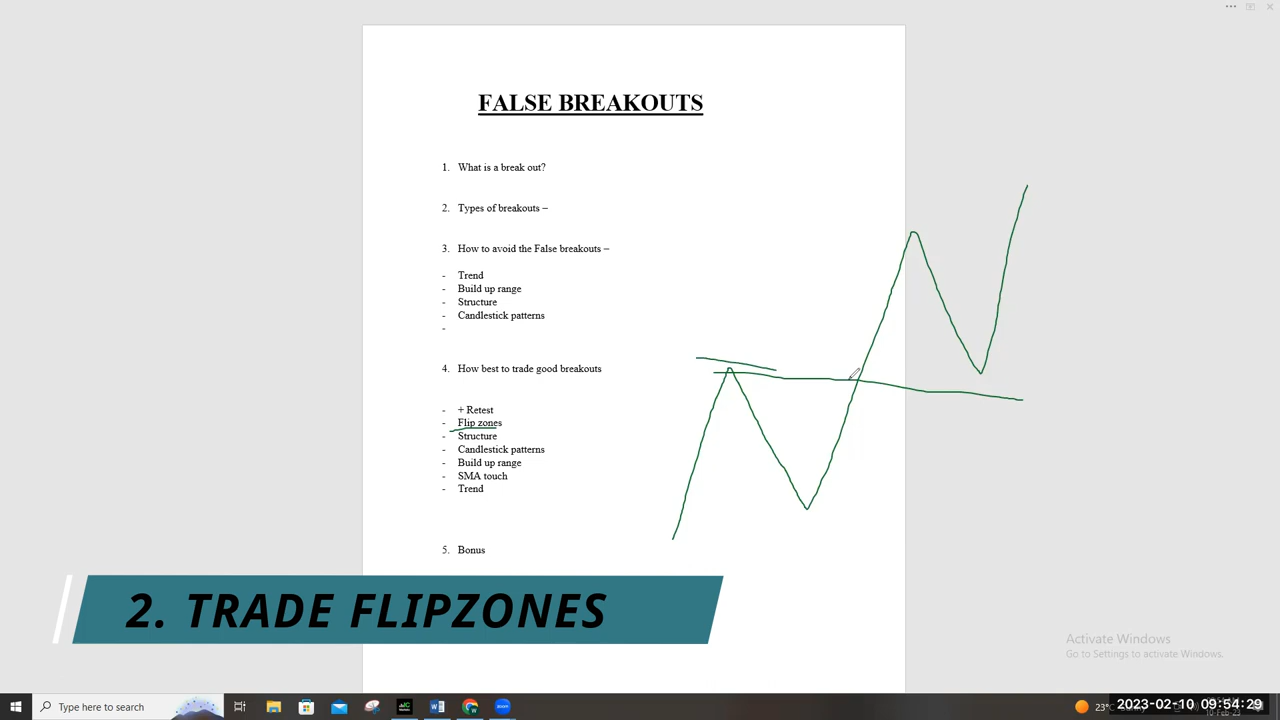 FALSE BREAKOUTS
1. What is a break out?
2. Types of breakouts –
3. How to avoid the False breakouts –
- Trend
- Build up range
- Structure
- Candlestick patterns
-
4. How best to trade good breakouts
- + Retest
- Flip zones
- Structure
- Candlestick patterns
- Build up range
- SMA touch
- Trend
5. Bonus
2. TRADE FLIPZONES
Activate Windows
Go to Settings to activate Windows.
Type here to search
23°C
2023-02-10 09:54:29